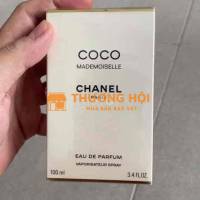 COCO
MADEMOISELLE
CHANEL
THƯƠNG HỘI
EAU DE PARFUM
VAPORISATEUR SPRAY
100 ml
3.4 FL.OZ.